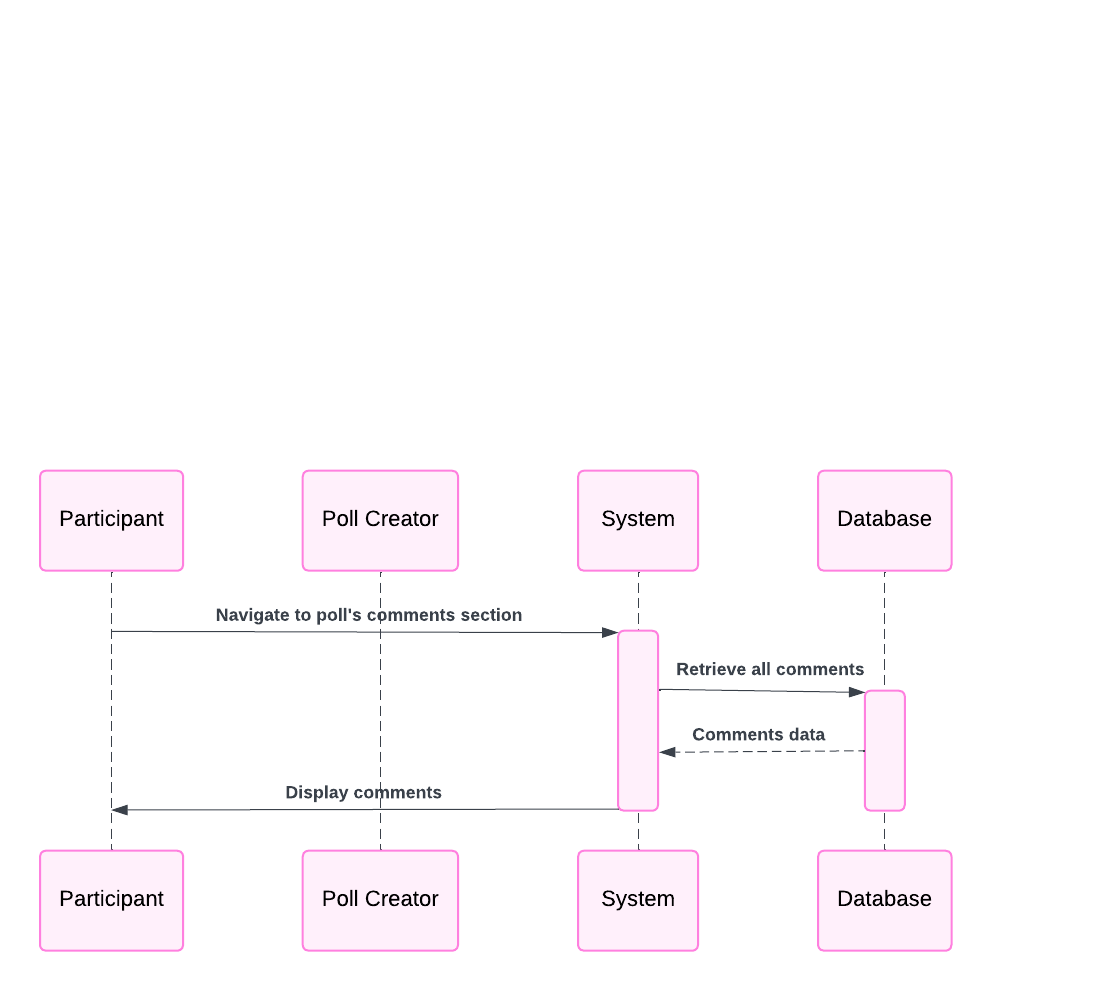 Participant
Poll Creator
System
Database
Navigate to poll's comments section
Retrieve all comments
Comments data
Display comments
Participant
Poll Creator
System
Database